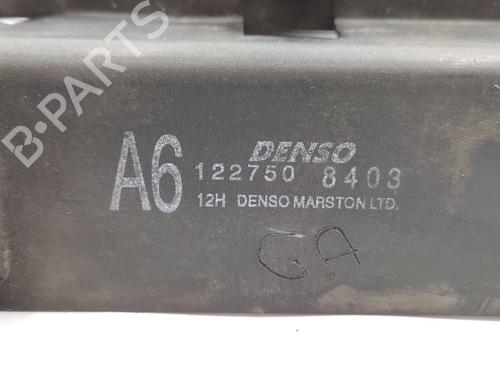 B-PARTS
A6
DENSO
122750 8403
12H DENSO MARSTON LTD.
GA